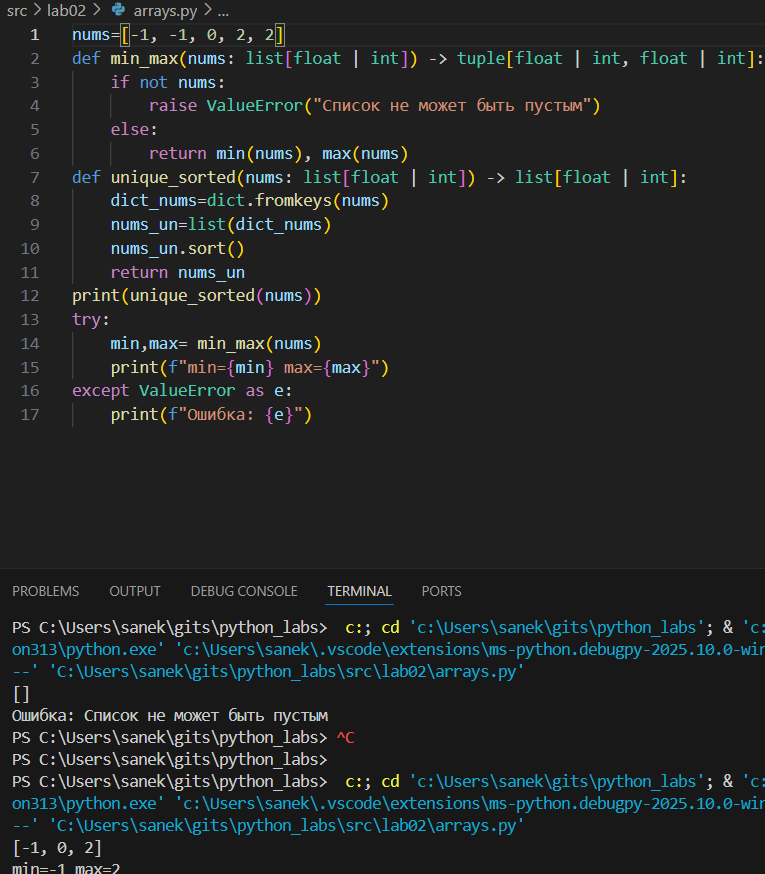 src > lab02 > arrays.py > ...
1 nums=[-1, -1, 0, 2, 2]
2 def min_max(nums: list[float | int]) -> tuple[float | int, float | int]:
3     if not nums:
4         raise ValueError("Список не может быть пустым")
5     else:
6         return min(nums), max(nums)
7 def unique_sorted(nums: list[float | int]) -> list[float | int]:
8     dict_nums=dict.fromkeys(nums)
9     nums_un=list(dict_nums)
10     nums_un.sort()
11     return nums_un
12 print(unique_sorted(nums))
13 try:
14     min,max= min_max(nums)
15     print(f"min={min} max={max}")
16 except ValueError as e:
17     print(f"Ошибка: {e}")
PROBLEMS OUTPUT DEBUG CONSOLE TERMINAL PORTS
PS C:\Users\sanek\gits\python_labs>  c:; cd 'c:\Users\sanek\gits\python_labs'; & 'c:
on313\python.exe' 'c:\Users\sanek\.vscode\extensions\ms-python.debugpy-2025.10.0-win
--' 'C:\Users\sanek\gits\python_labs\src\lab02\arrays.py'
[]
Ошибка: Список не может быть пустым
PS C:\Users\sanek\gits\python_labs> ^C
PS C:\Users\sanek\gits\python_labs>
PS C:\Users\sanek\gits\python_labs>  c:; cd 'c:\Users\sanek\gits\python_labs'; & 'c:
on313\python.exe' 'c:\Users\sanek\.vscode\extensions\ms-python.debugpy-2025.10.0-win
--' 'C:\Users\sanek\gits\python_labs\src\lab02\arrays.py'
[-1, 0, 2]
min=-1 max=2